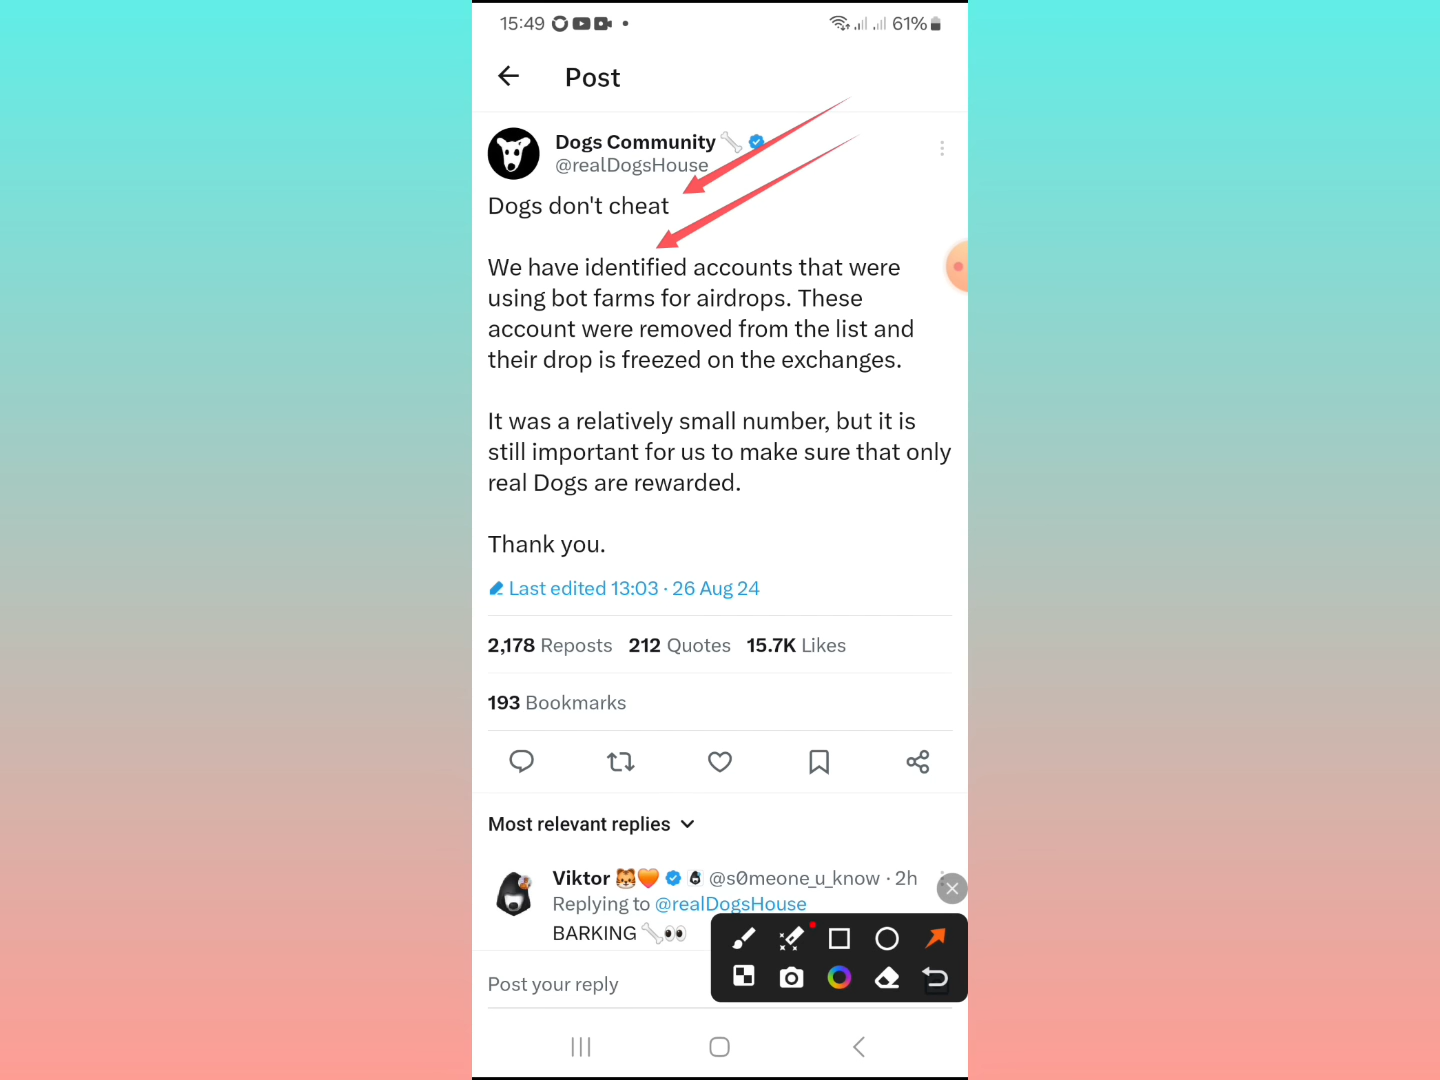 15:49
61%
Post
Dogs Community
@realDogsHouse
Dogs don't cheat
We have identified accounts that were
using bot farms for airdrops. These
account were removed from the list and
their drop is freezed on the exchanges.
It was a relatively small number, but it is
still important for us to make sure that only
real Dogs are rewarded.
Thank you.
Last edited 13:03 · 26 Aug 24
2,178 Reposts 212 Quotes 15.7K Likes
193 Bookmarks
Most relevant replies
Viktor @s0meone_u_know · 2h
Replying to @realDogsHouse
BARKING
Post your reply